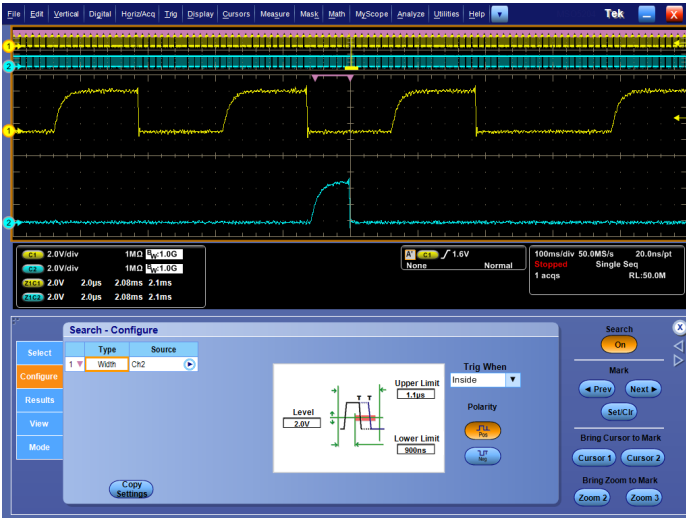 File Edit Vertical Digital Horiz/Acq Trig Display Cursors Measure Mask Math MyScope Analyze Utilities Help Tek X
1
2
1
2
C1 2.0V/div 1MΩ BW:1.0G
C2 2.0V/div 1MΩ BW:1.0G
Z1C1 2.0V 2.0µs 2.08ms 2.1ms
Z1C2 2.0V 2.0µs 2.08ms 2.1ms
A' C1 1.6V
None Normal
100ms/div 50.0MS/s 20.0ns/pt
Stopped Single Seq
1 acqs RL:50.0M
Search - Configure
Select
Configure
Results
View
Mode
Type Source
1 Width Ch2
Copy
Settings
Level
2.0V
T T
Upper Limit
1.1µs
Lower Limit
900ns
Trig When
Inside
Polarity
Pos
Neg
Search
On
Mark
Prev Next
Set/Clr
Bring Cursor to Mark
Cursor 1 Cursor 2
Bring Zoom to Mark
Zoom 2 Zoom 3
X